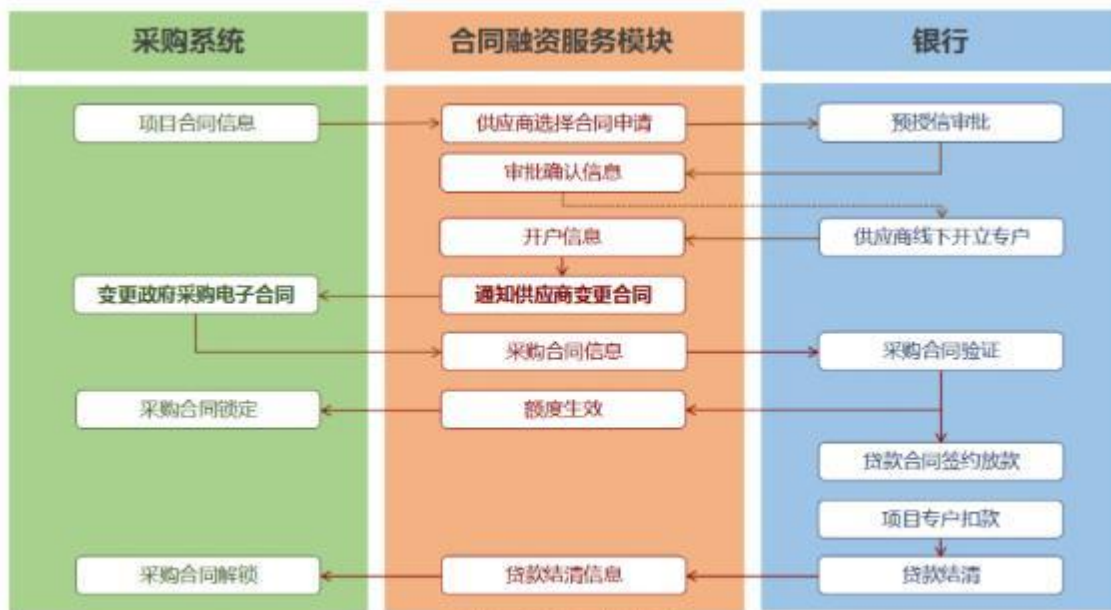 采购系统
合同融资服务模块
银行
项目合同信息
供应商选择合同申请
预授信审批
审批确认信息
开户信息
供应商线下开立专户
变更政府采购电子合同
通知供应商变更合同
采购合同信息
采购合同验证
采购合同锁定
额度生效
贷款合同签约放款
项目专户扣款
采购合同解锁
贷款结清信息
贷款结清